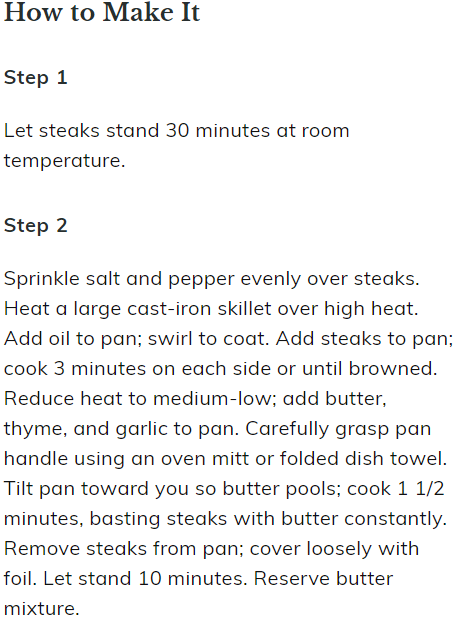 How to Make It
Step 1
Let steaks stand 30 minutes at room
temperature.
Step 2
Sprinkle salt and pepper evenly over steaks.
Heat a large cast-iron skillet over high heat.
Add oil to pan; swirl to coat. Add steaks to pan;
cook 3 minutes on each side or until browned.
Reduce heat to medium-low; add butter,
thyme, and garlic to pan. Carefully grasp pan
handle using an oven mitt or folded dish towel.
Tilt pan toward you so butter pools; cook 1 1/2
minutes, basting steaks with butter constantly.
Remove steaks from pan; cover loosely with
foil. Let stand 10 minutes. Reserve butter
mixture.